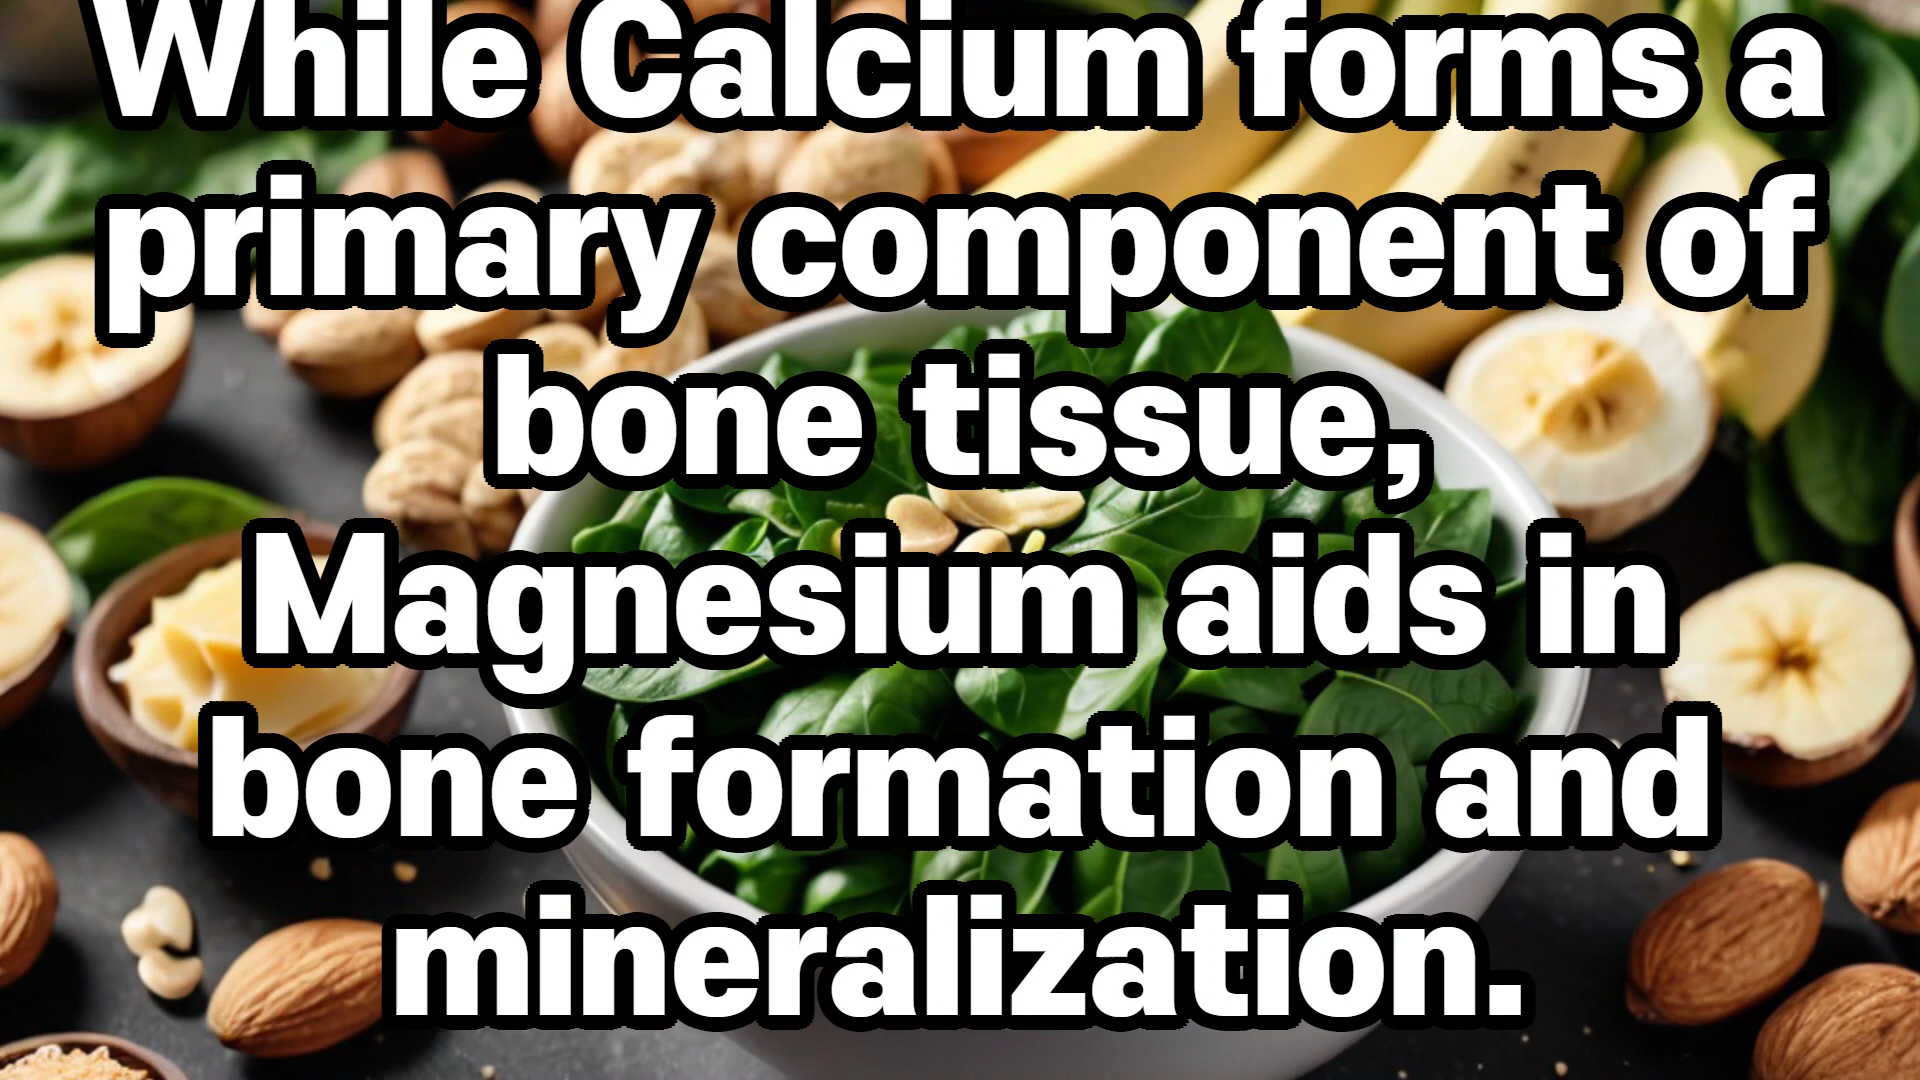 While Calcium forms a
primary component of
bone tissue,
Magnesium aids in
bone formation and
mineralization.